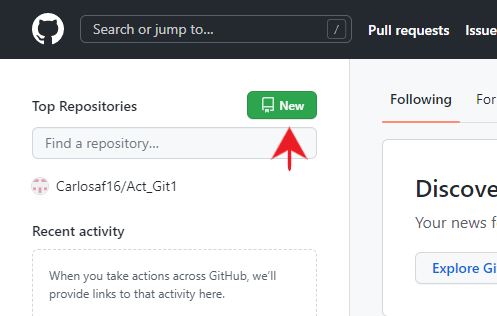 Search or jump to... /
Pull requests
Issue
Top Repositories
New
Find a repository...
Carlosaf16/Act_Git1
Recent activity
When you take actions across GitHub, we'll
provide links to that activity here.
Following
For
Discove
Your news f
Explore Gi